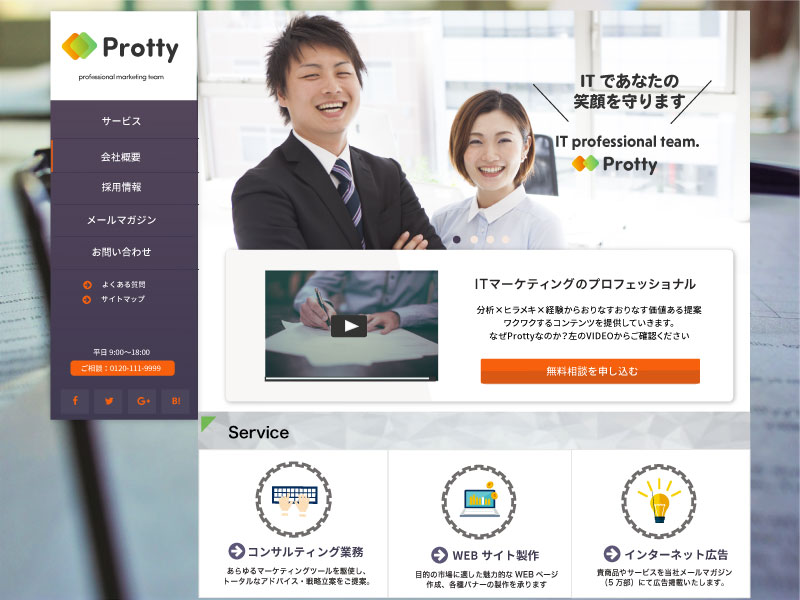 Protty
professional marketing team
サービス
会社概要
採用情報
メールマガジン
お問い合わせ
よくある質問
サイトマップ
平日 9:00〜18:00
ご相談：0120-111-9999
f
G+
B!
IT であなたの
笑顔を守ります
IT professional team.
Protty
ITマーケティングのプロフェッショナル
分析×ヒラメキ×経験からおりなすおりなす価値ある提案
ワクワクするコンテンツを提供していきます。
なぜProttyなのか？左のVIDEOからご確認ください
無料相談を申し込む
Service
コンサルティング業務
あらゆるマーケティングツールを駆使し、
トータルなアドバイス・戦略立案をご提案。
WEB サイト製作
目的の市場に適した魅力的な WEB ページ
作成、各種バナーの製作を承ります
インターネット広告
貴商品やサービスを当社メールマガジン
（5 万部）にて広告掲載いたします。